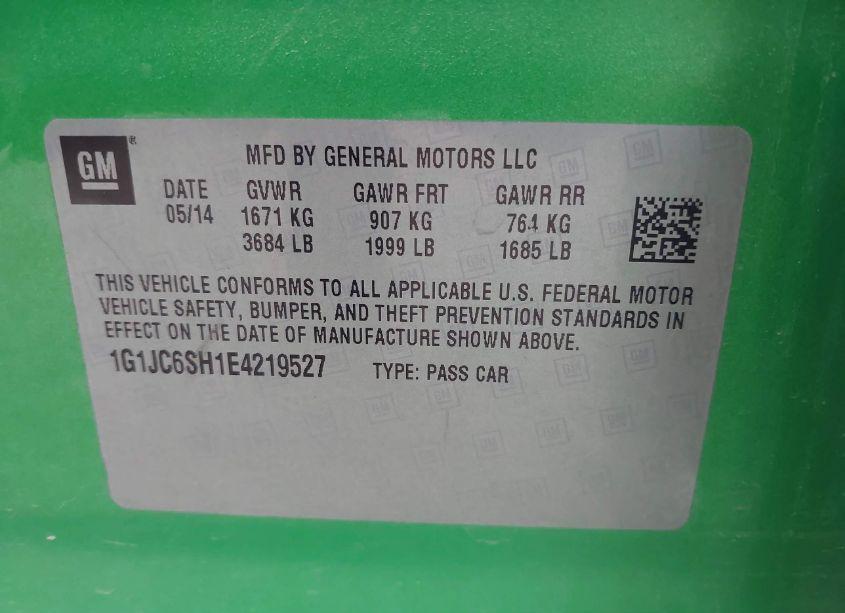 GM
MFD BY GENERAL MOTORS LLC
DATE GVWR GAWR FRT GAWR RR
05/14 1671 KG 907 KG 764 KG
3684 LB 1999 LB 1685 LB
THIS VEHICLE CONFORMS TO ALL APPLICABLE U.S. FEDERAL MOTOR
VEHICLE SAFETY, BUMPER, AND THEFT PREVENTION STANDARDS IN
EFFECT ON THE DATE OF MANUFACTURE SHOWN ABOVE.
1G1JC6SH1E4219527 TYPE: PASS CAR